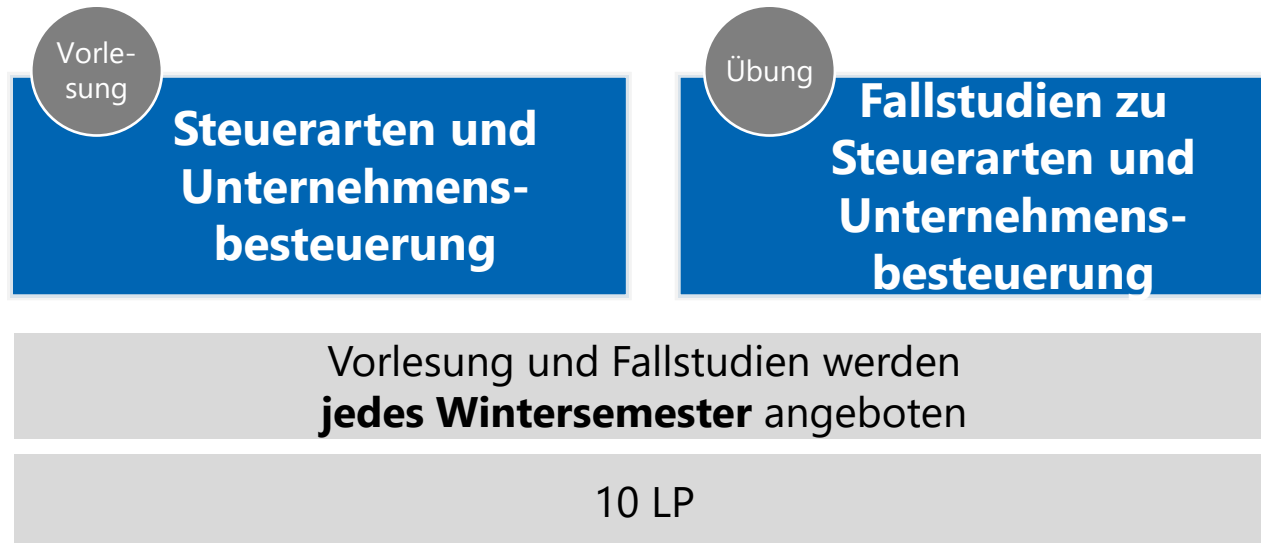 Vorle-
sung
Steuerarten und
Unternehmens-
besteuerung
Übung
Fallstudien zu
Steuerarten und
Unternehmens-
besteuerung
Vorlesung und Fallstudien werden
jedes Wintersemester angeboten
10 LP